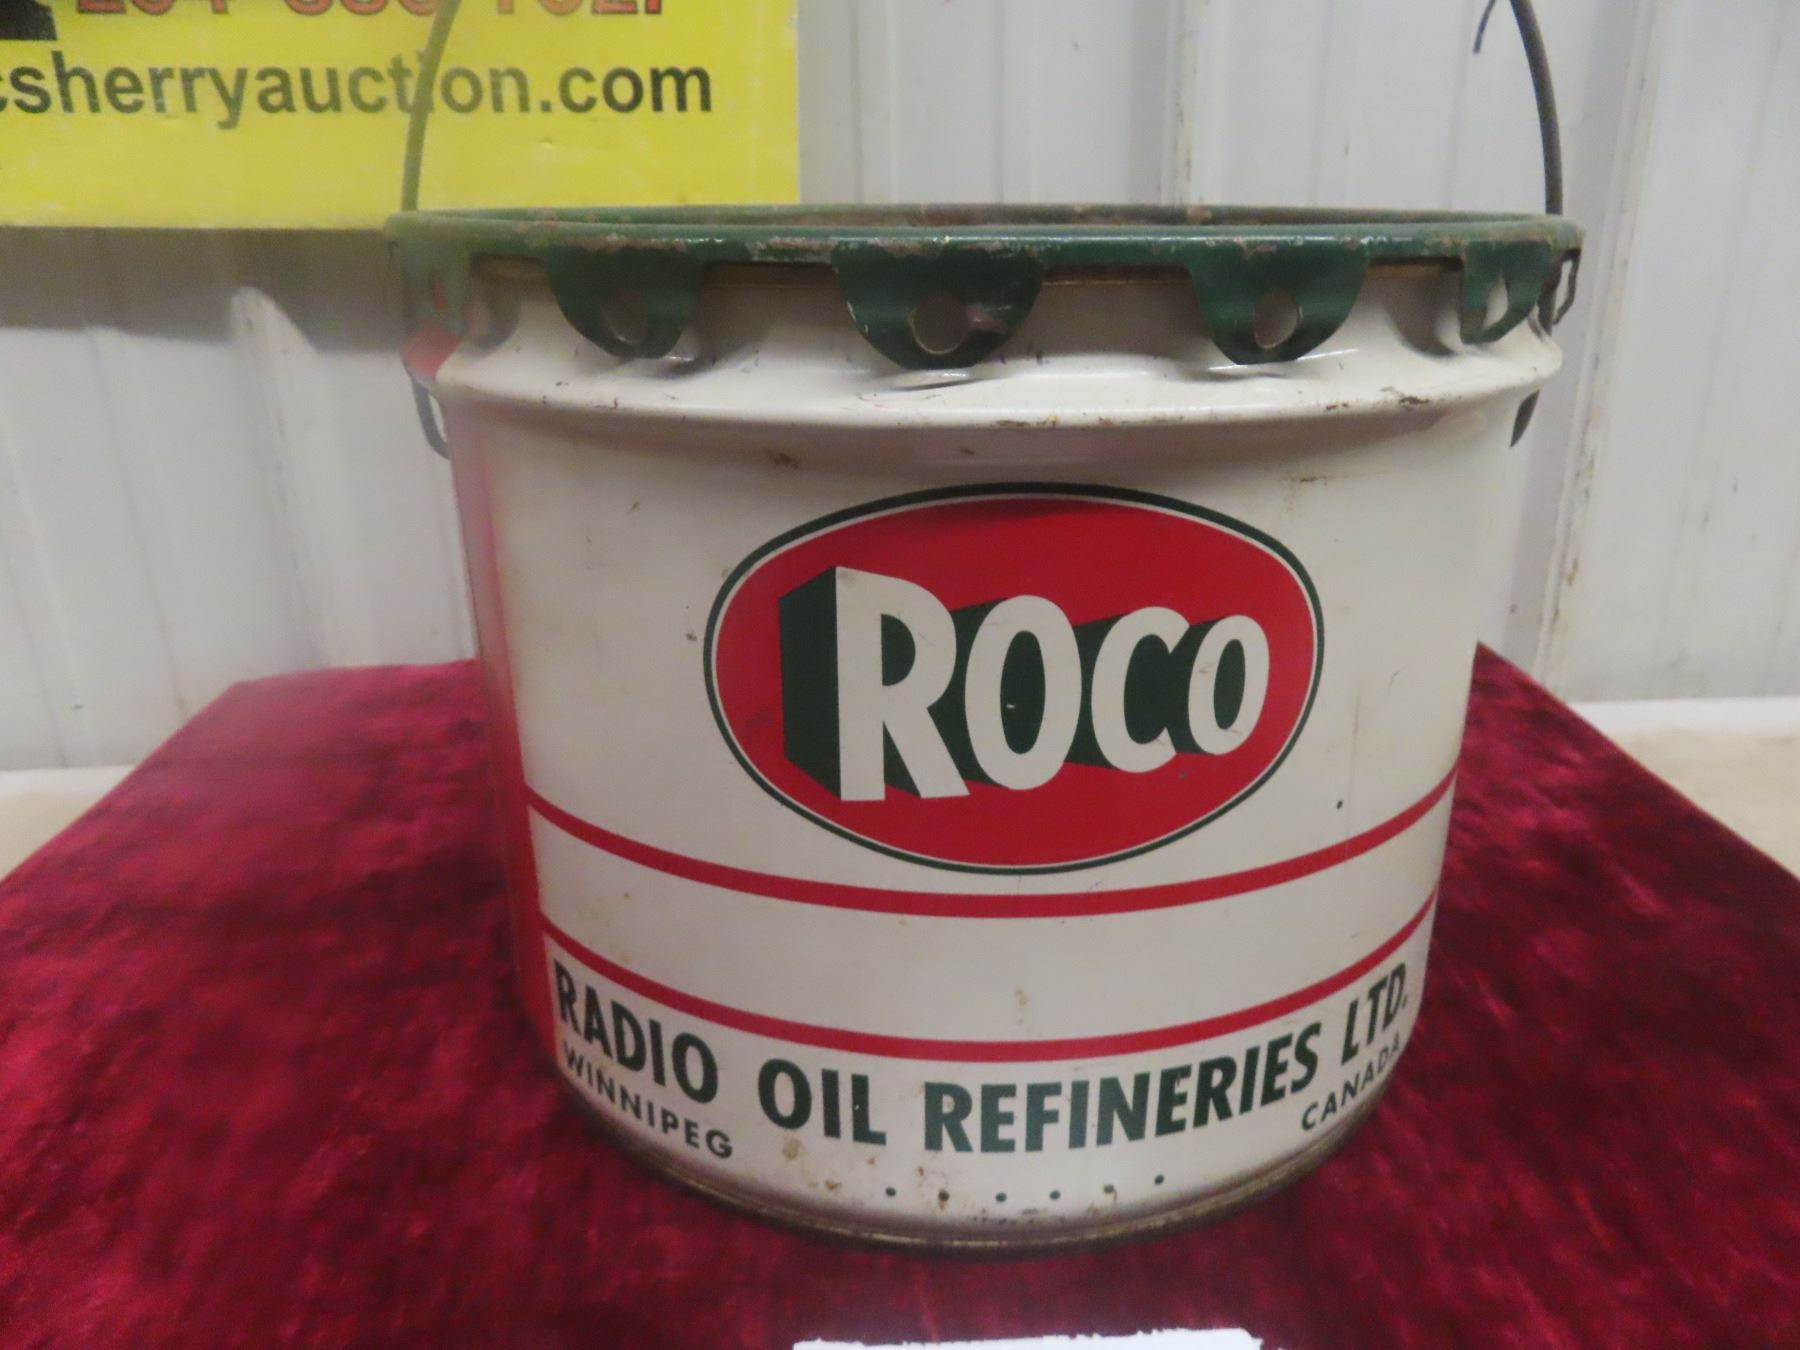 csherryauction.com
ROCO
RADIO OIL REFINERIES LTD.
WINNIPEG CANADA